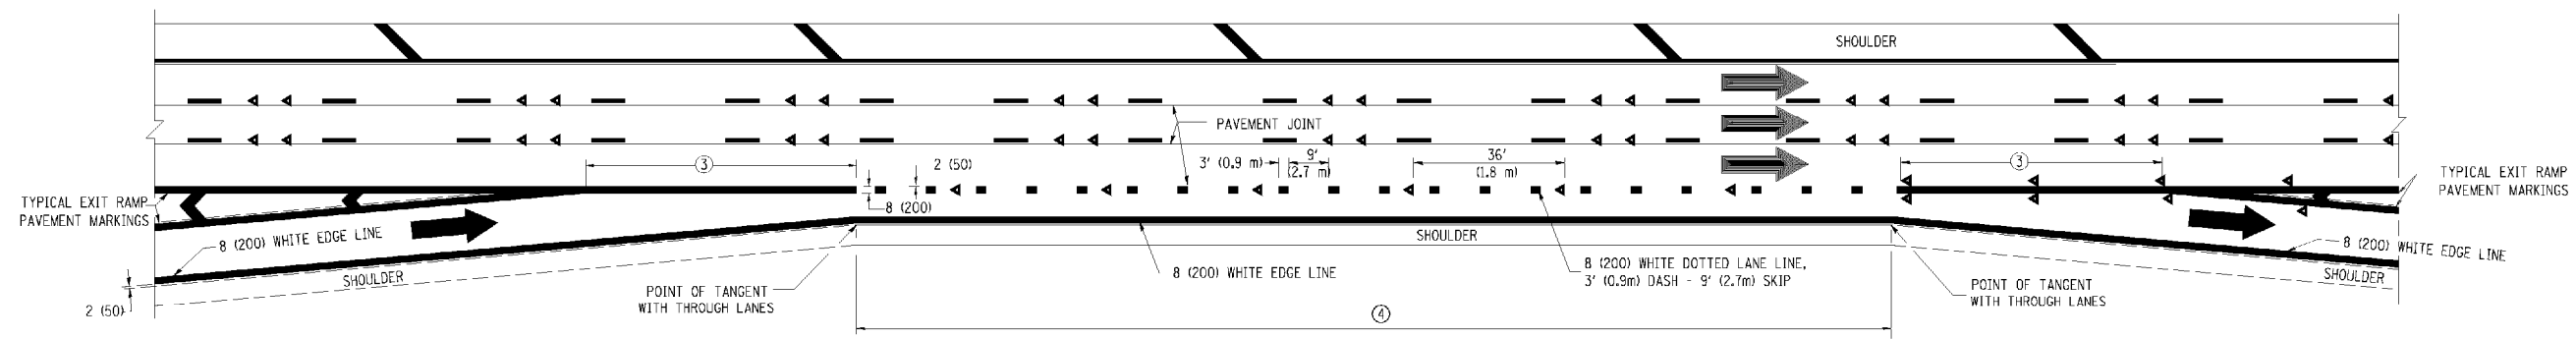 SHOULDER
PAVEMENT JOINT
3
2 (50)
3' (0.9 m)
9'
(2.7 m)
36'
(1.8 m)
3
TYPICAL EXIT RAMP
PAVEMENT MARKINGS
TYPICAL EXIT RAMP
PAVEMENT MARKINGS
8 (200)
8 (200) WHITE EDGE LINE
SHOULDER
8 (200) WHITE EDGE LINE
SHOULDER
8 (200) WHITE EDGE LINE
8 (200) WHITE DOTTED LANE LINE,
3' (0.9m) DASH - 9' (2.7m) SKIP
SHOULDER
POINT OF TANGENT
WITH THROUGH LANES
POINT OF TANGENT
WITH THROUGH LANES
2 (50)
4